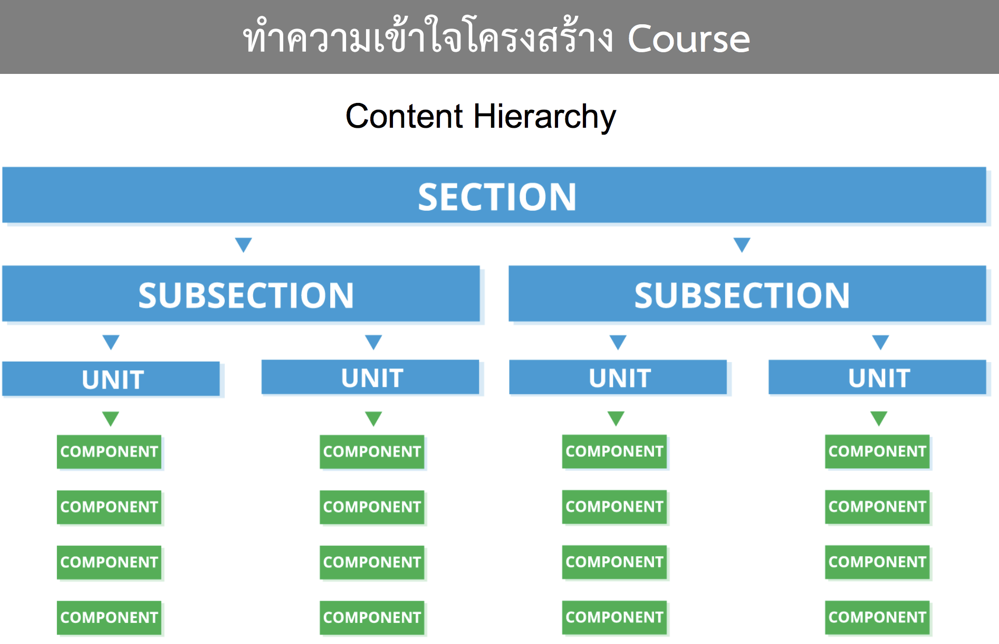 ทำความเข้าใจโครงสร้าง Course
Content Hierarchy
SECTION
SUBSECTION SUBSECTION
UNIT UNIT UNIT UNIT
COMPONENT COMPONENT COMPONENT COMPONENT
COMPONENT COMPONENT COMPONENT COMPONENT
COMPONENT COMPONENT COMPONENT COMPONENT
COMPONENT COMPONENT COMPONENT COMPONENT